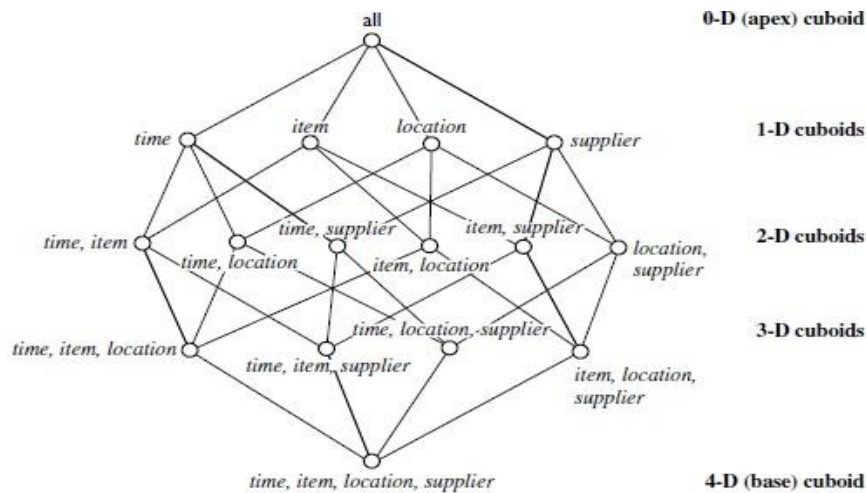 all
0-D (apex) cuboid
time
item
location
supplier
1-D cuboids
time, item
time, location
time, supplier
item, location
item, supplier
location,
supplier
2-D cuboids
time, item, location
time, item, supplier
time, location, supplier
item, location,
supplier
3-D cuboids
time, item, location, supplier
4-D (base) cuboid